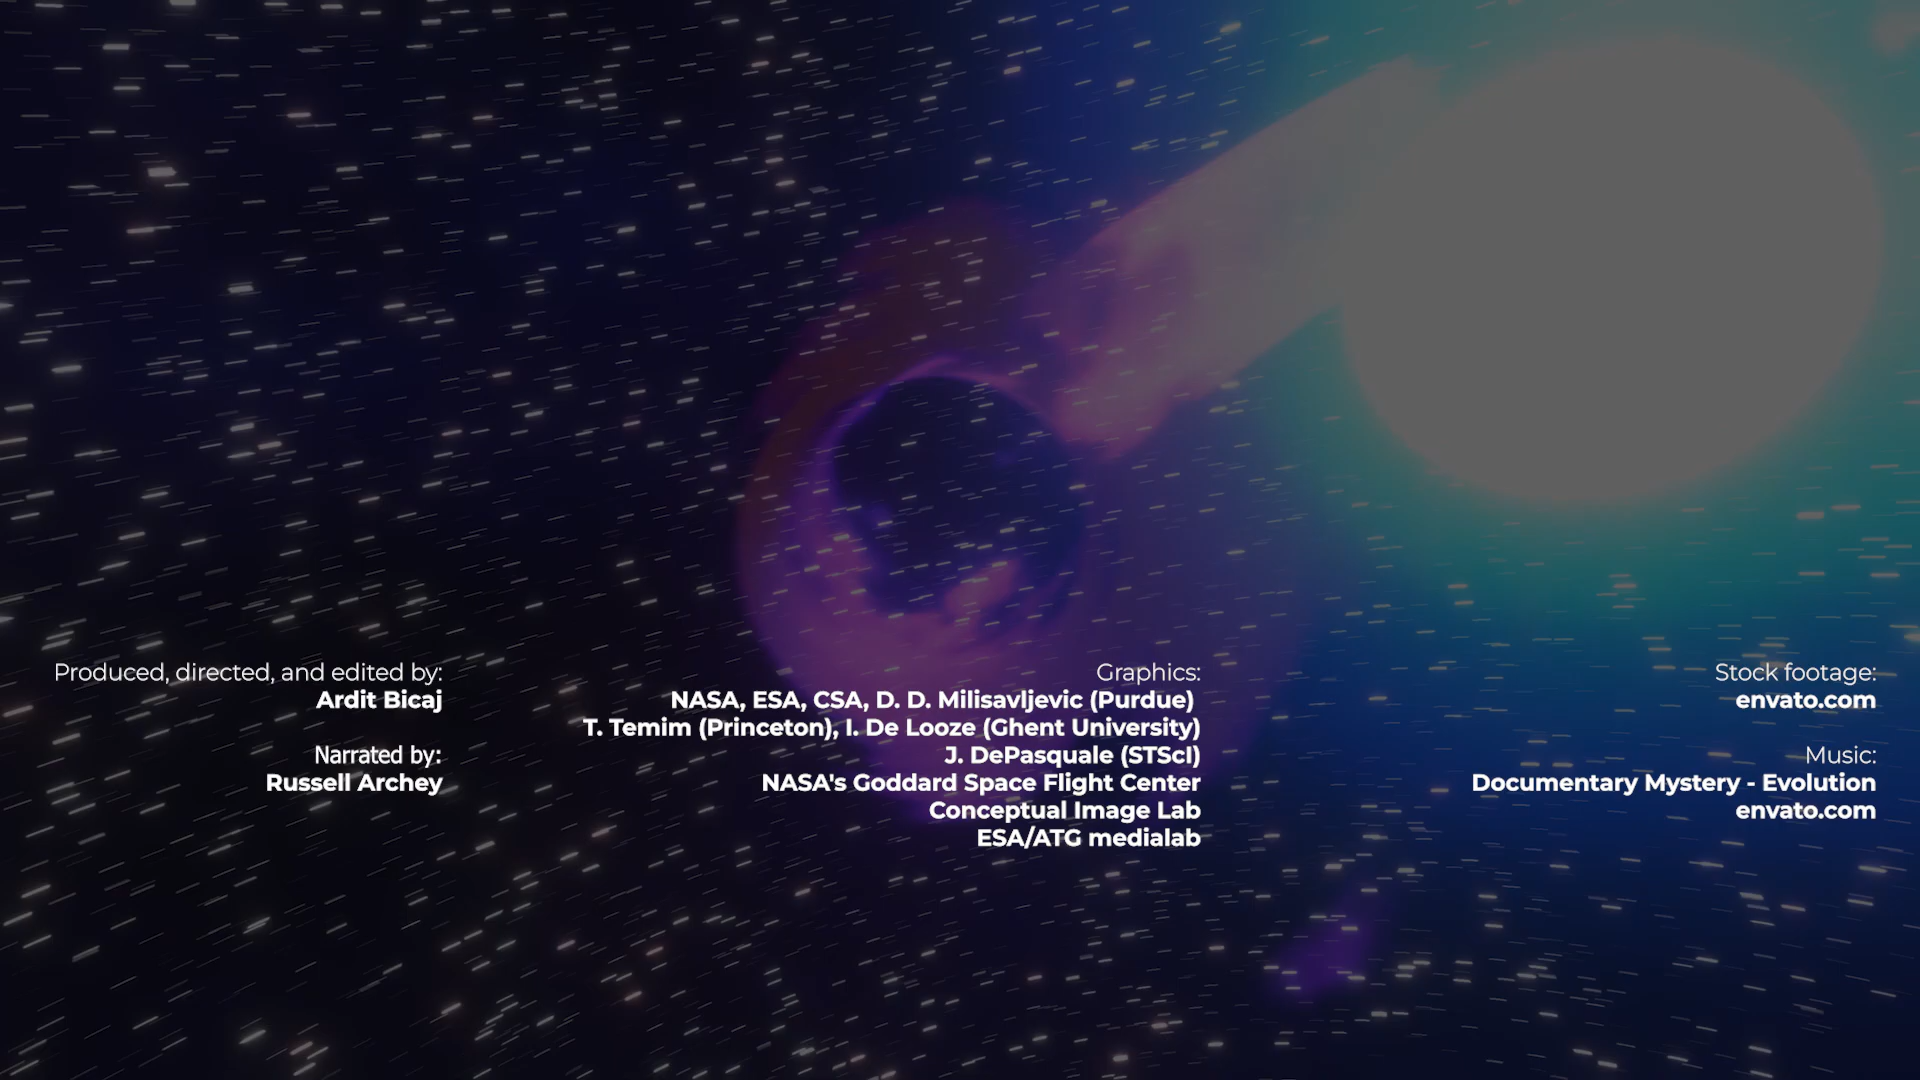 Produced, directed, and edited by:
Ardit Bicaj
Narrated by:
Russell Archey
Graphics:
NASA, ESA, CSA, D. D. Milisavljevic (Purdue)
T. Temim (Princeton), I. De Looze (Ghent University)
J. DePasquale (STScI)
NASA's Goddard Space Flight Center
Conceptual Image Lab
ESA/ATG medialab
Stock footage:
envato.com
Music:
Documentary Mystery - Evolution
envato.com